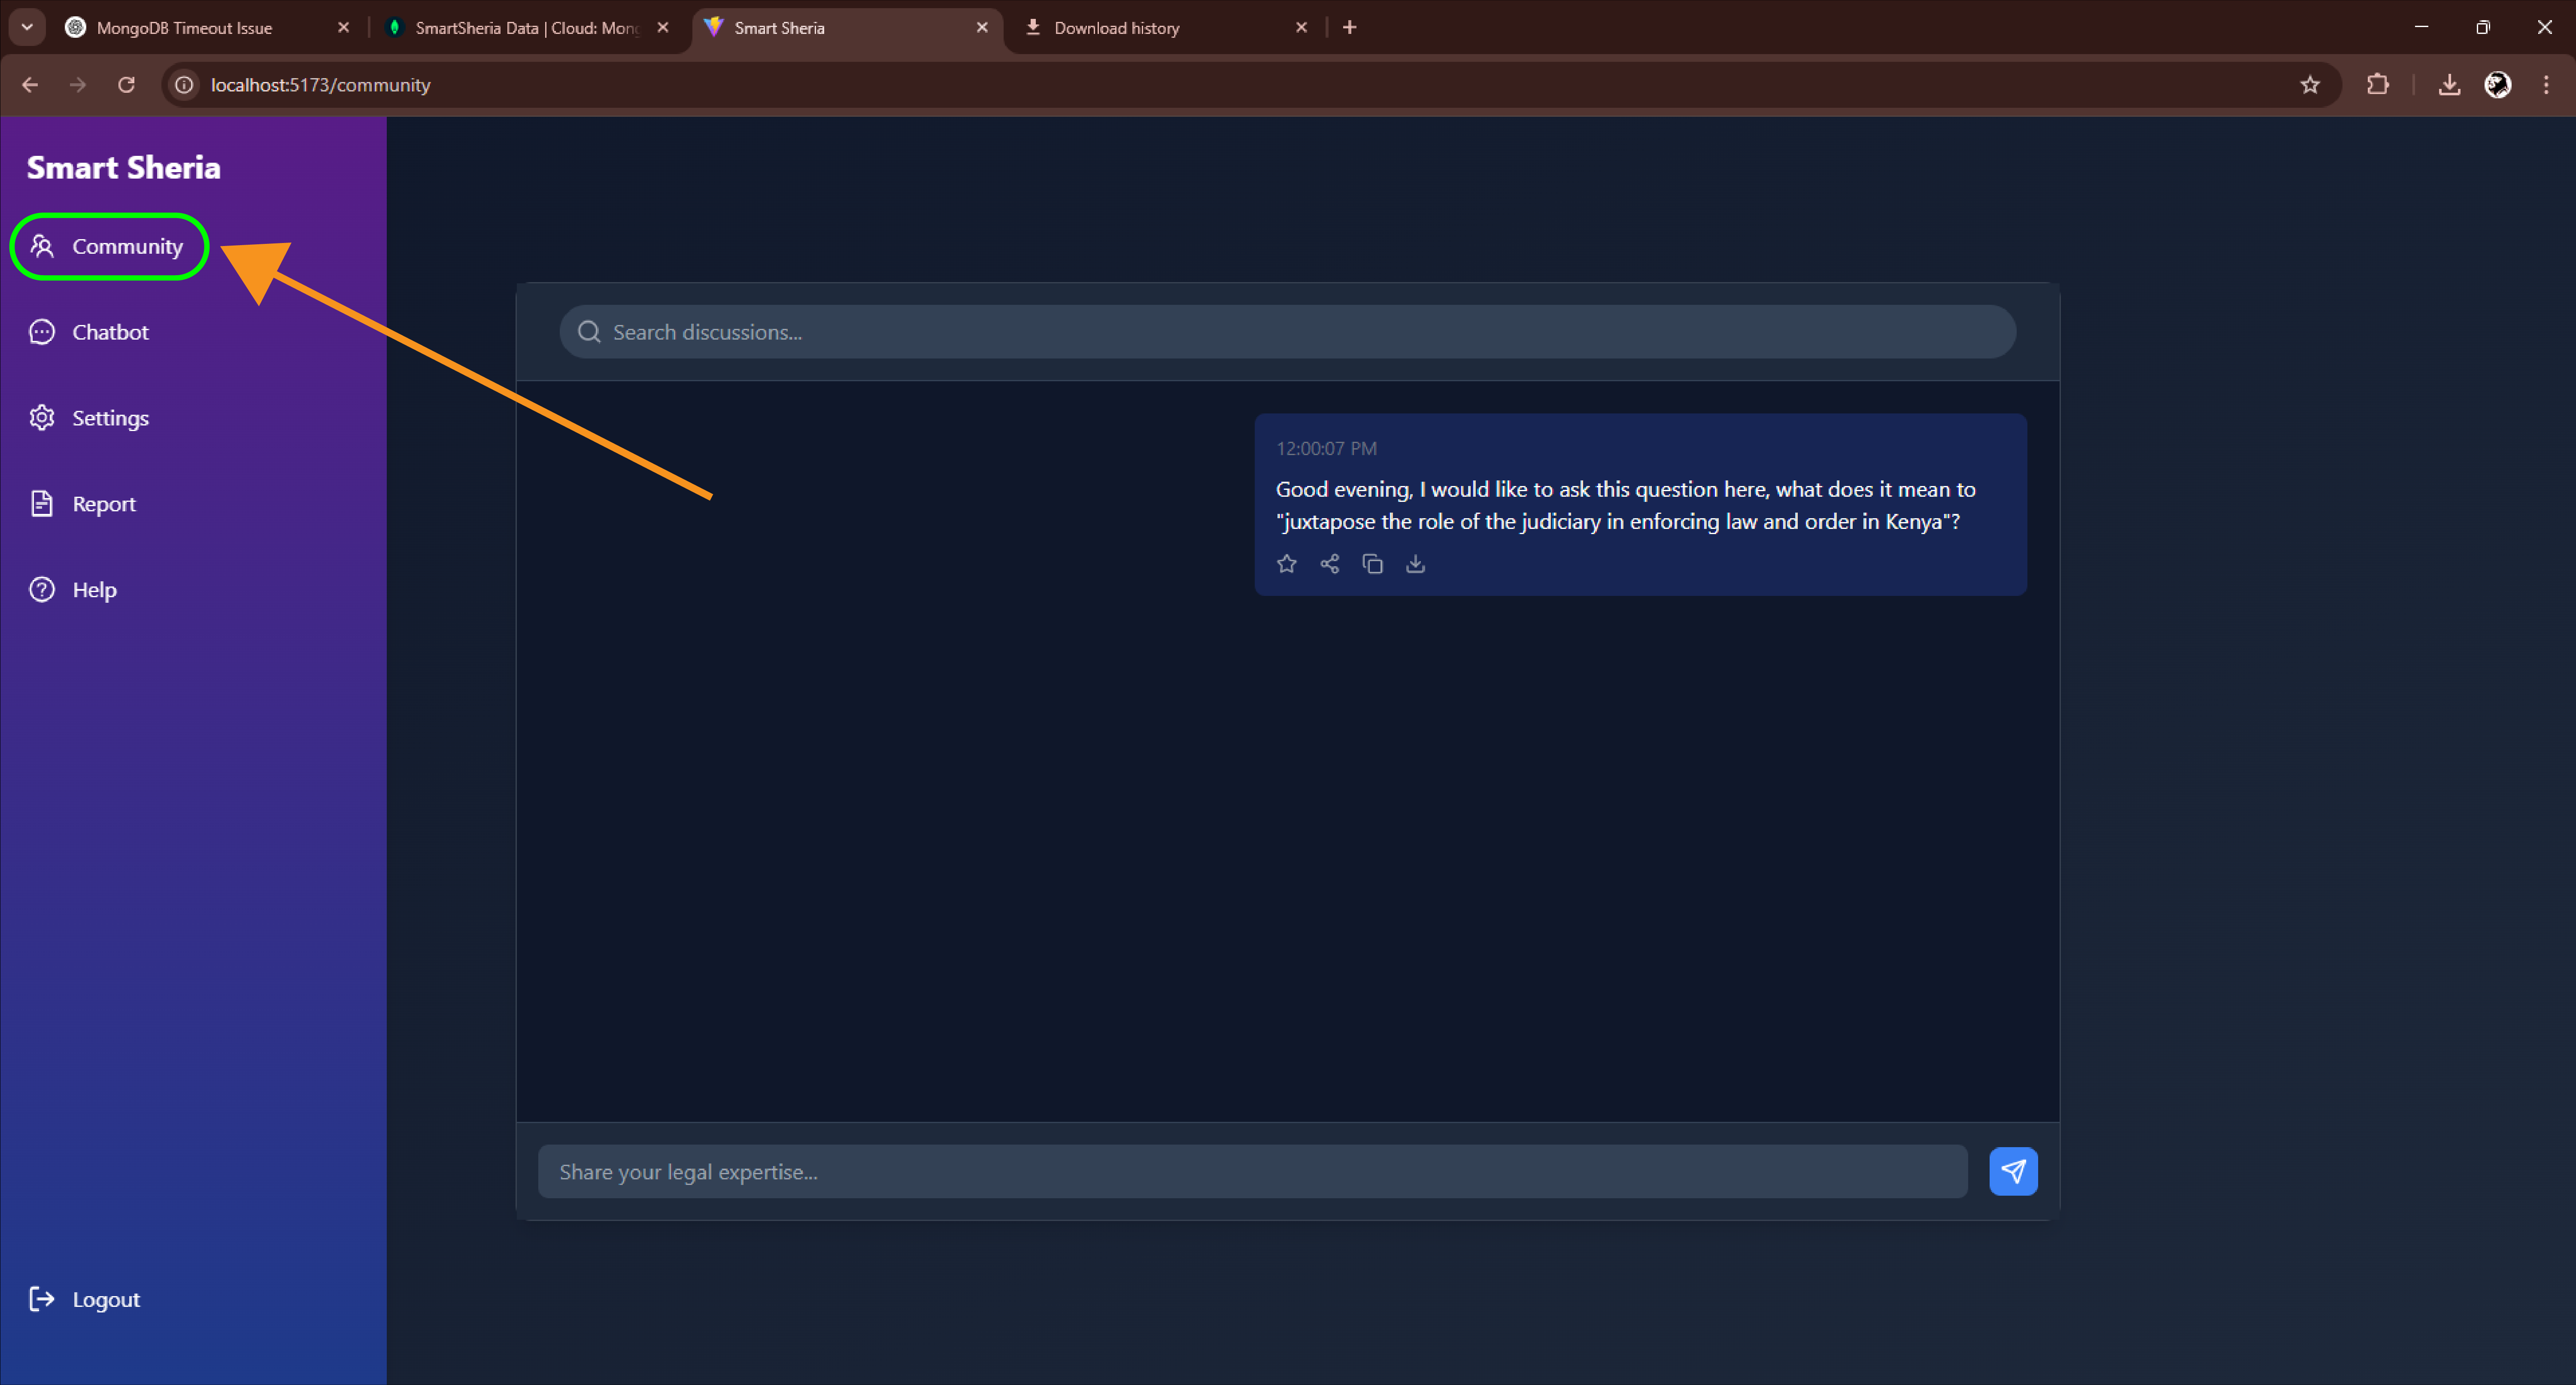 MongoDB Timeout Issue
SmartSheria Data | Cloud: Mon
Smart Sheria
Download history
localhost:5173/community
Smart Sheria
Community
Chatbot
Settings
Report
Help
Logout
Search discussions...
12:00:07 PM
Good evening, I would like to ask this question here, what does it mean to
"juxtapose the role of the judiciary in enforcing law and order in Kenya"?
Share your legal expertise...